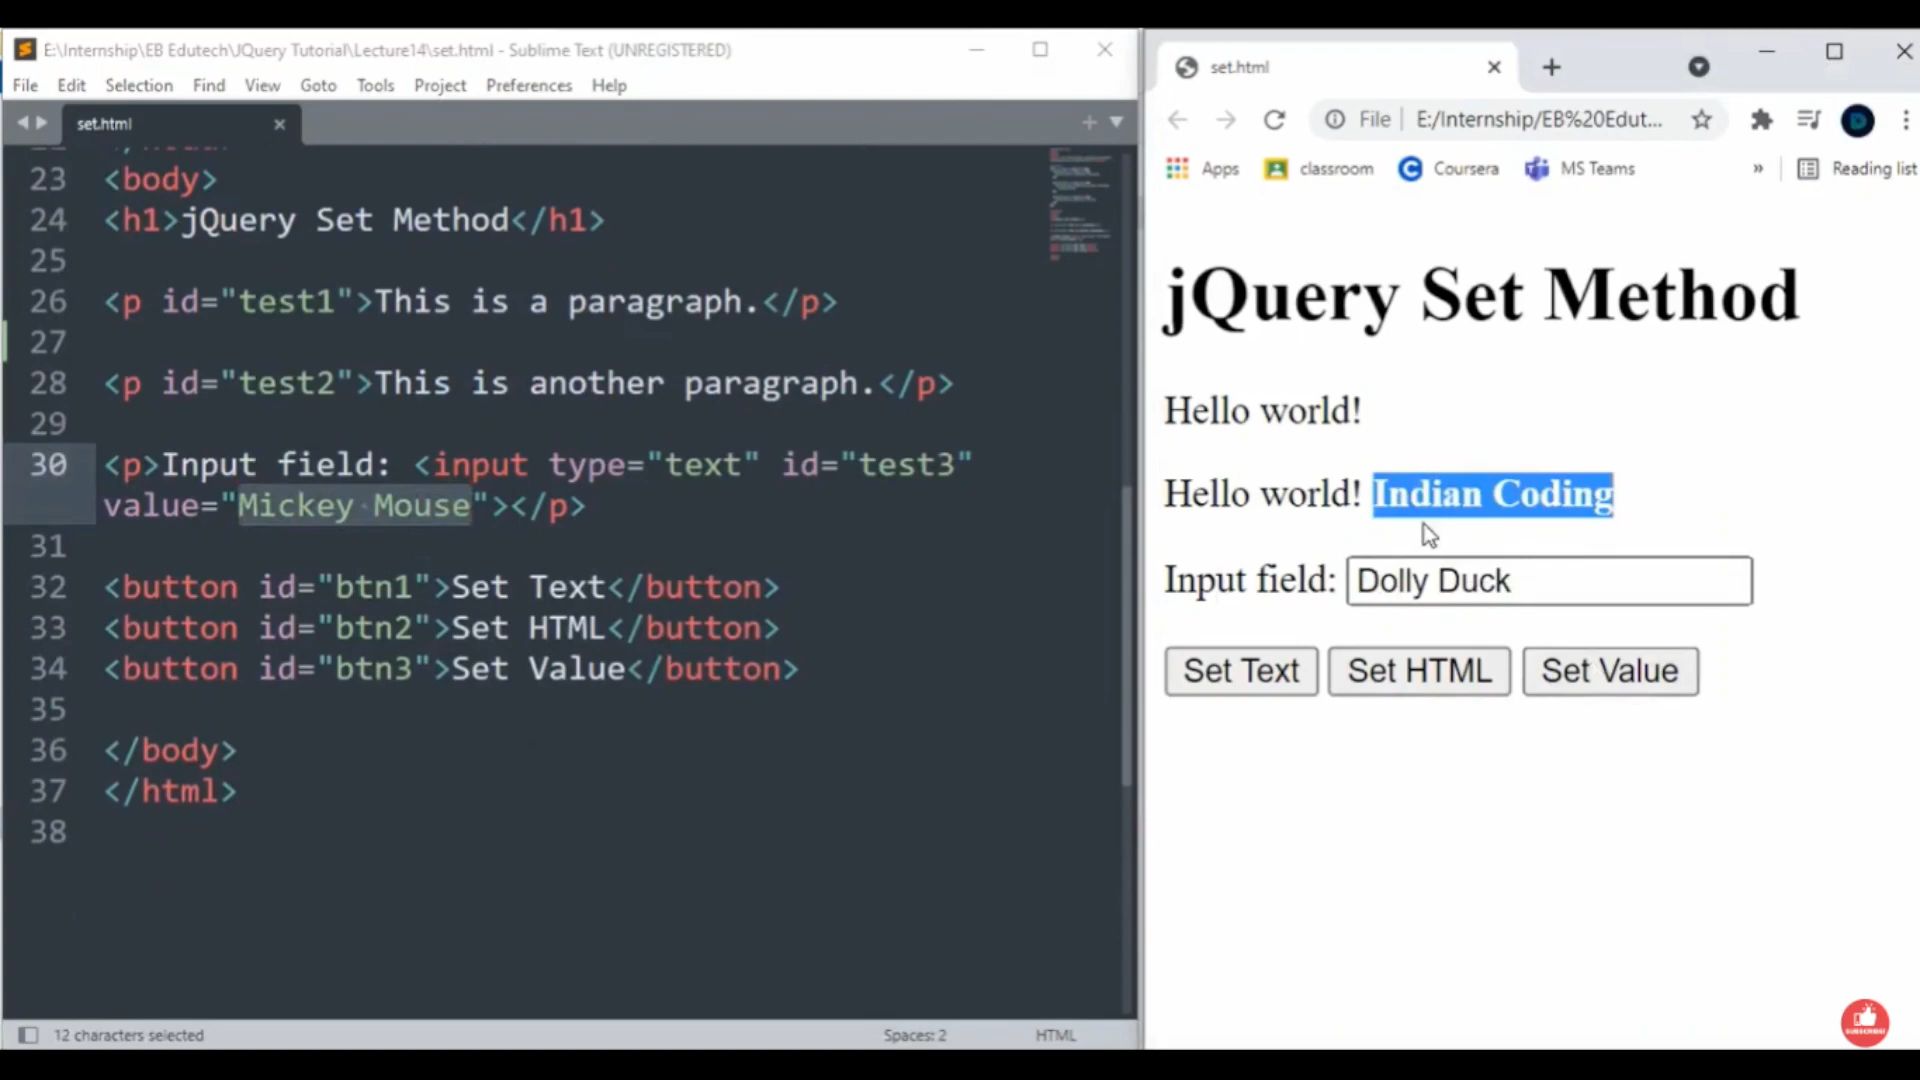 E:\Internship\EB Edutech\JQuery Tutorial\Lecture14\set.html - Sublime Text (UNREGISTERED)
File Edit Selection Find View Goto Tools Project Preferences Help
set.html
23 <body>
24 <h1>jQuery Set Method</h1>
25
26 <p id="test1">This is a paragraph.</p>
27
28 <p id="test2">This is another paragraph.</p>
29
30 <p>Input field: <input type="text" id="test3"
value="Mickey Mouse"></p>
31
32 <button id="btn1">Set Text</button>
33 <button id="btn2">Set HTML</button>
34 <button id="btn3">Set Value</button>
35
36 </body>
37 </html>
38
12 characters selected
Spaces: 2
HTML
set.html
File
E:/Internship/EB%20Edut...
Apps classroom Coursera MS Teams » Reading list
jQuery Set Method
Hello world!
Hello world! Indian Coding
Input field: Dolly Duck
Set Text Set HTML Set Value
SUBSCRIBE!